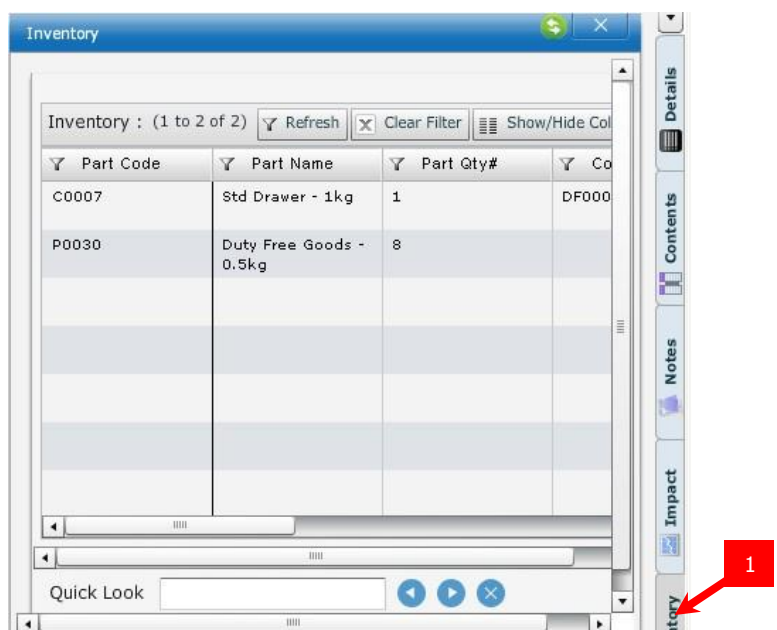 Inventory
Inventory : (1 to 2 of 2) Refresh Clear Filter Show/Hide Col
Part Code Part Name Part Qty# Co
C0007 Std Drawer - 1kg 1 DF000
P0030 Duty Free Goods - 8
0.5kg
Quick Look
Details
Contents
Notes
Impact
tory
1